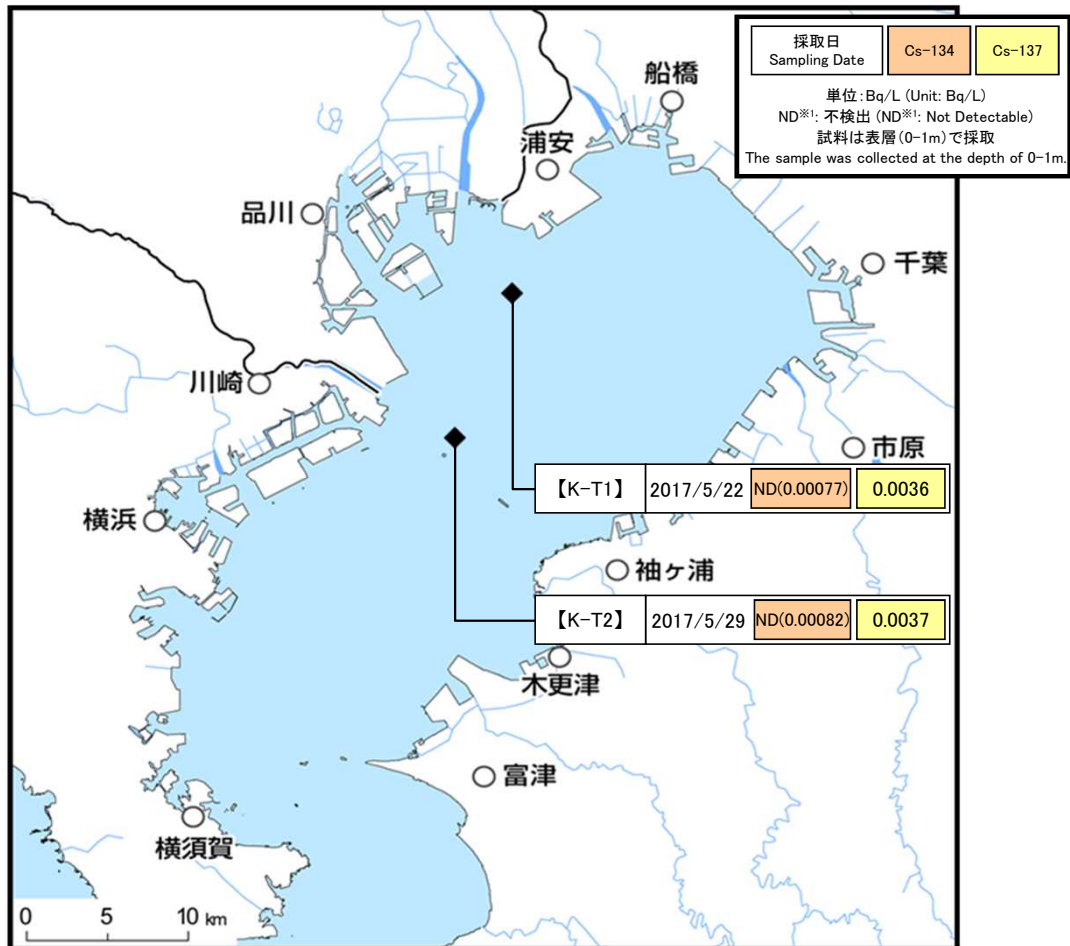 採取日
Sampling Date
Cs-134
Cs-137
単位:Bq/L (Unit: Bq/L)
ND※1: 不検出 (ND※1: Not Detectable)
試料は表層(0-1m)で採取
The sample was collected at the depth of 0-1m.
船橋
浦安
品川
千葉
川崎
市原
【K-T1】 2017/5/22 ND(0.00077) 0.0036
横浜
袖ヶ浦
【K-T2】 2017/5/29 ND(0.00082) 0.0037
木更津
富津
横須賀
0 5 10 km